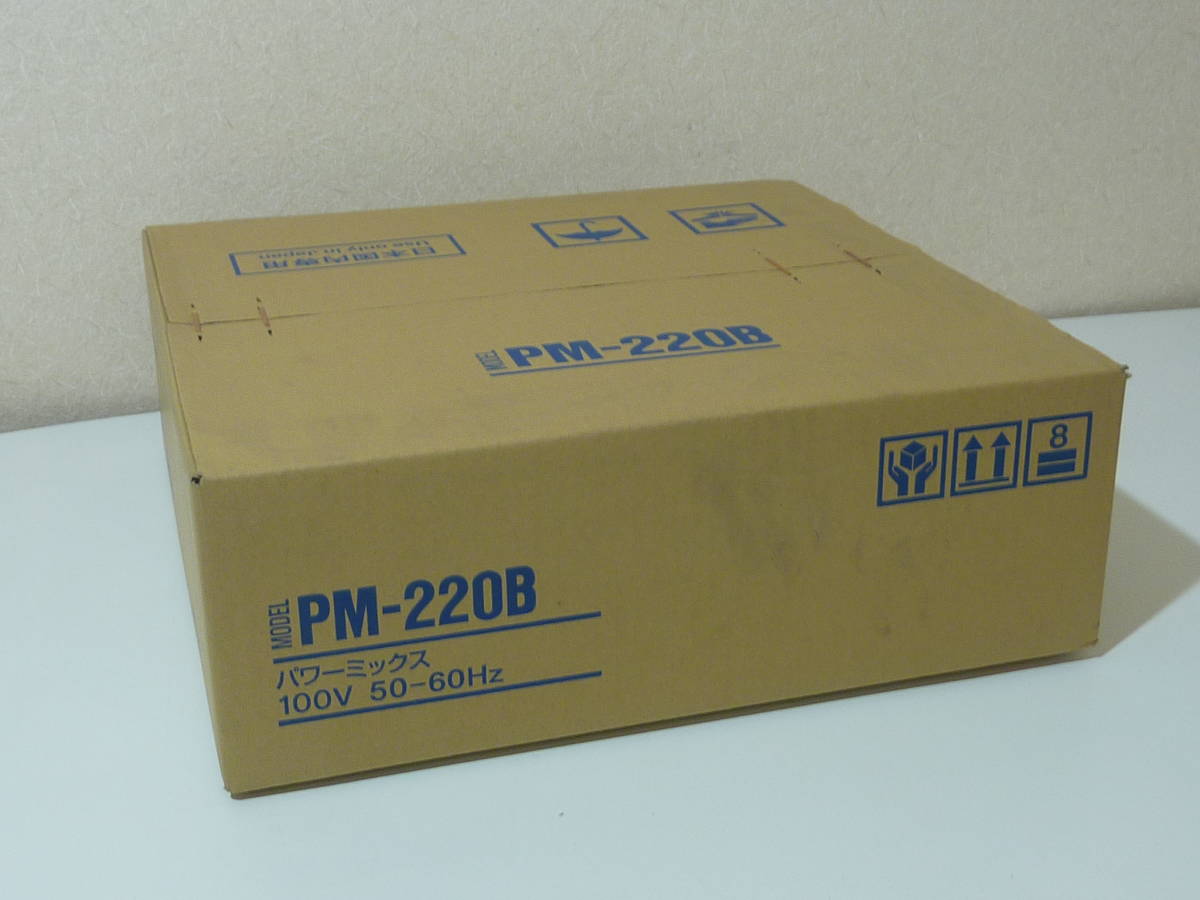 日本国内専用
Use only in Japan
MODEL PM-220B
8
MODEL PM-220B
パワーミックス
100V 50-60Hz